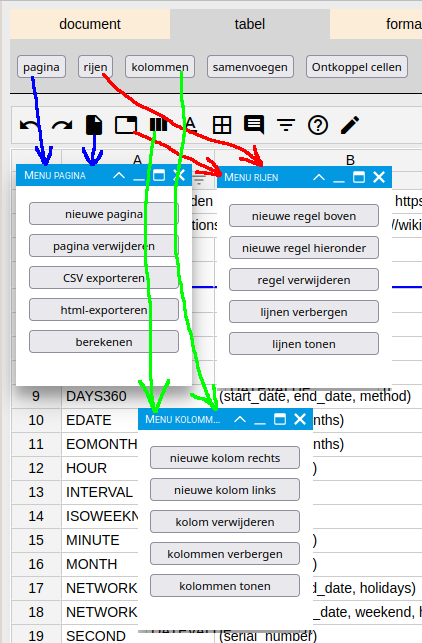 document tabel forma
pagina rijen kolommen samenvoegen Ontkoppel cellen
A
A B
MENU PAGINA
MENU RIJEN
nieuwe pagina
pagina verwijderen
CSV exporteren
html-exporteren
berekenen
nieuwe regel boven
nieuwe regel hieronder
regel verwijderen
lijnen verbergen
lijnen tonen
den https
tions //wiki
9 DAYS360 (start_date, end_date, method)
10 EDATE nths)
11 EOMONTH nths)
12 HOUR )
13 INTERVAL
14 ISOWEEKN
15 MINUTE )
16 MONTH )
17 NETWORK d_date, holidays)
18 NETWORK _date, weekend, h
19 SECOND (serial_number)
MENU KOLOMM...
nieuwe kolom rechts
nieuwe kolom links
kolom verwijderen
kolommen verbergen
kolommen tonen